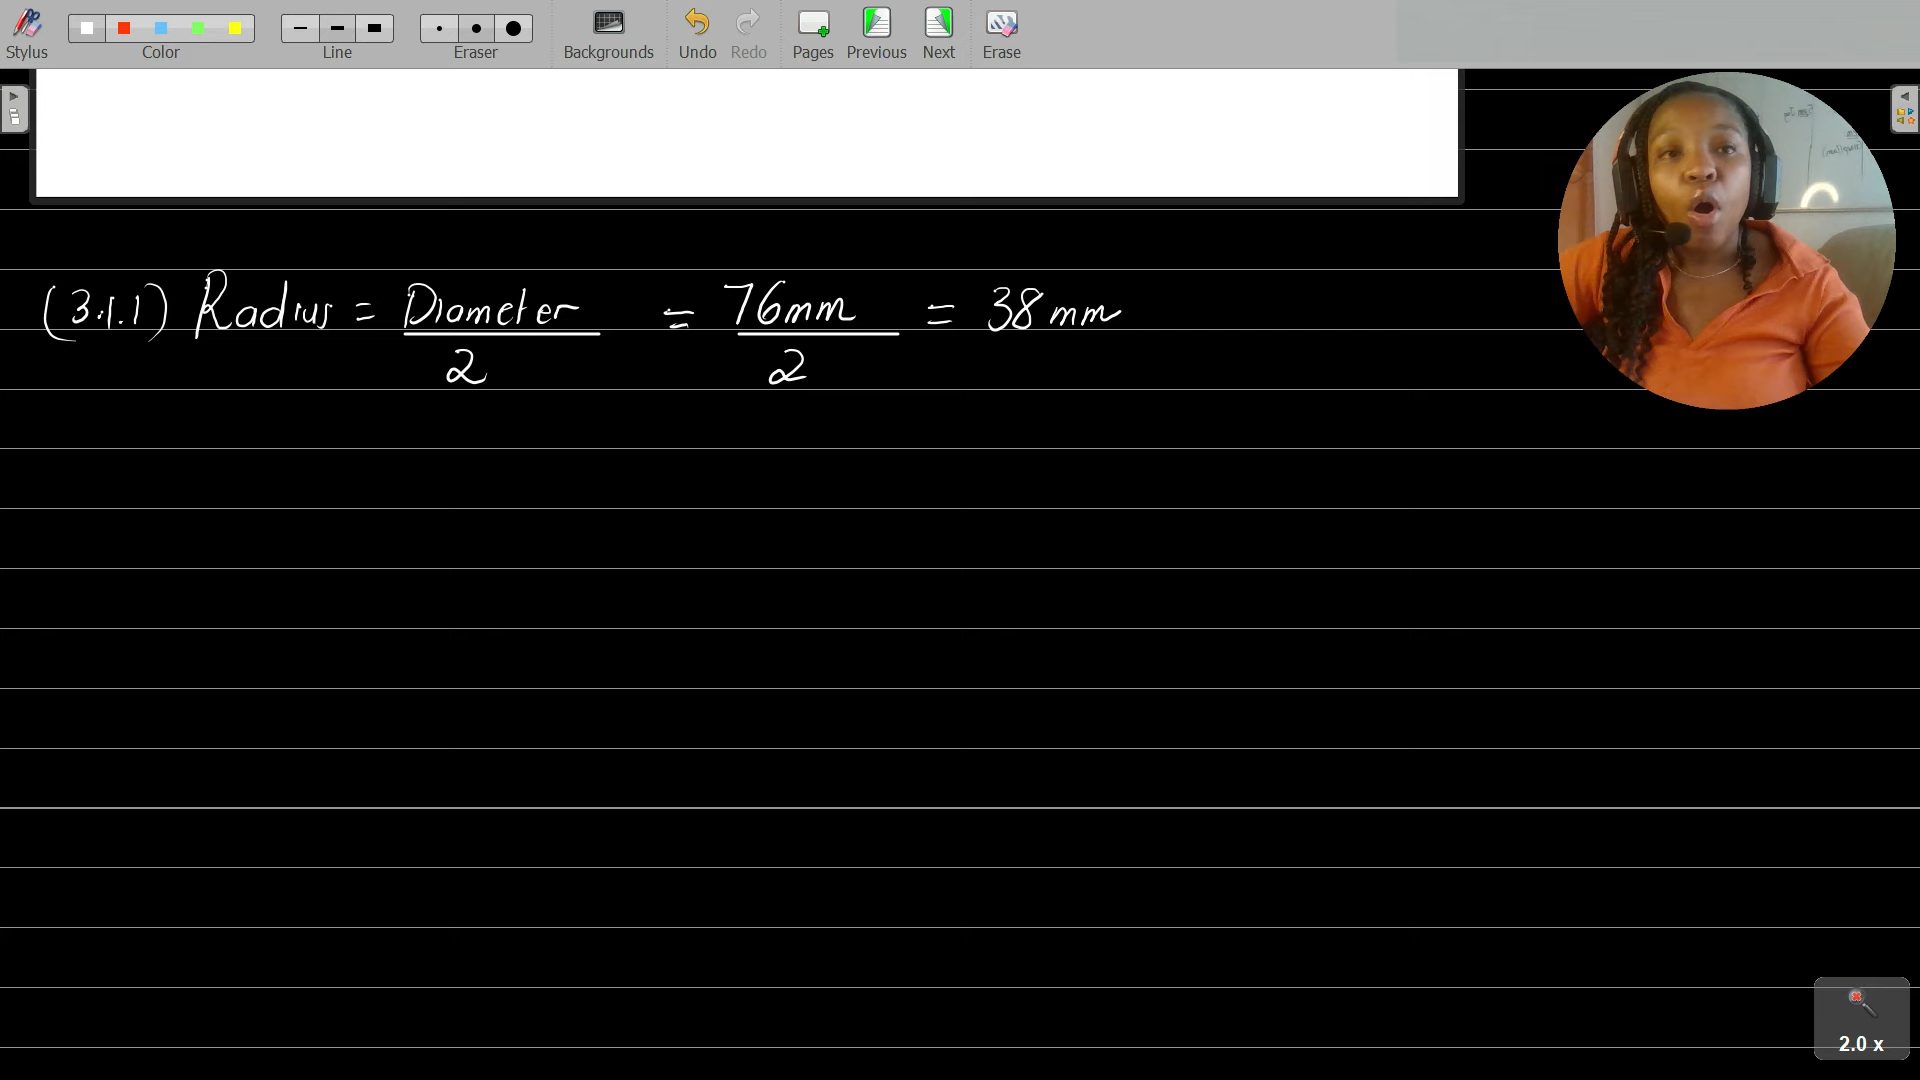 Stylus Color Line Eraser Backgrounds Undo Redo Pages Previous Next Erase
(3.1.1) Radius = Diameter / 2 = 76mm / 2 = 38 mm
2.0 x